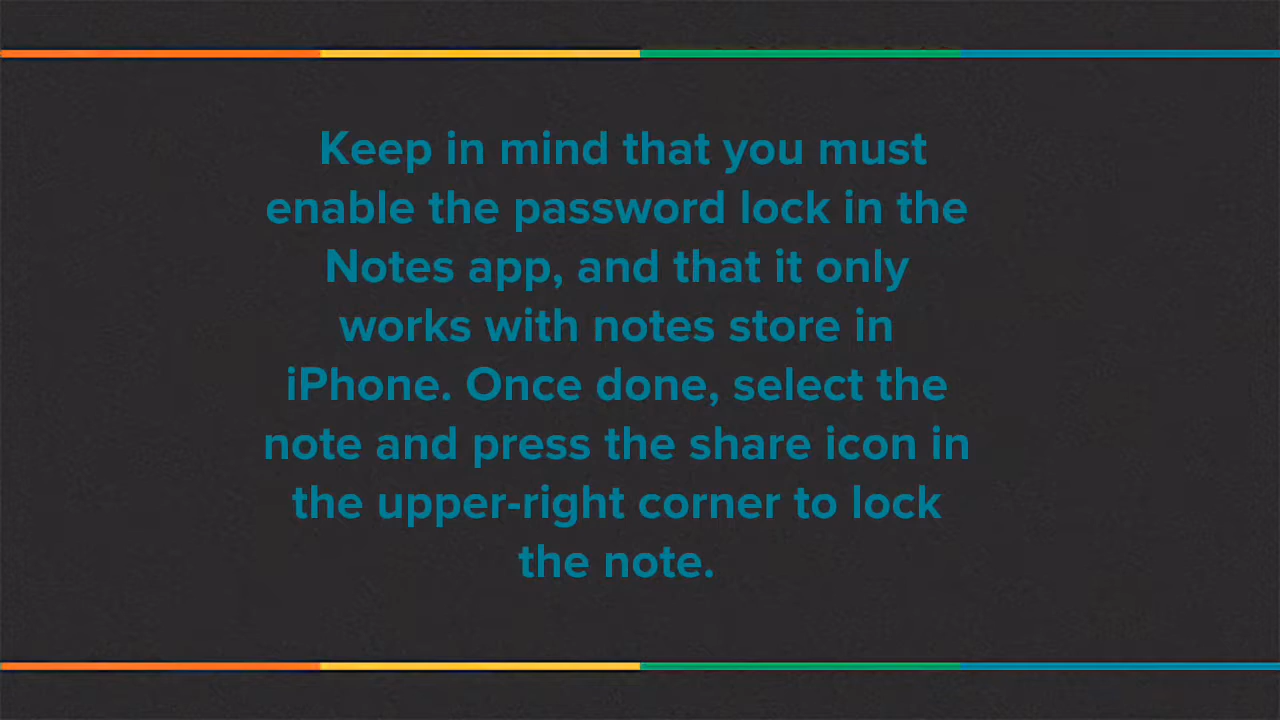 Keep in mind that you must
enable the password lock in the
Notes app, and that it only
works with notes store in
iPhone. Once done, select the
note and press the share icon in
the upper-right corner to lock
the note.